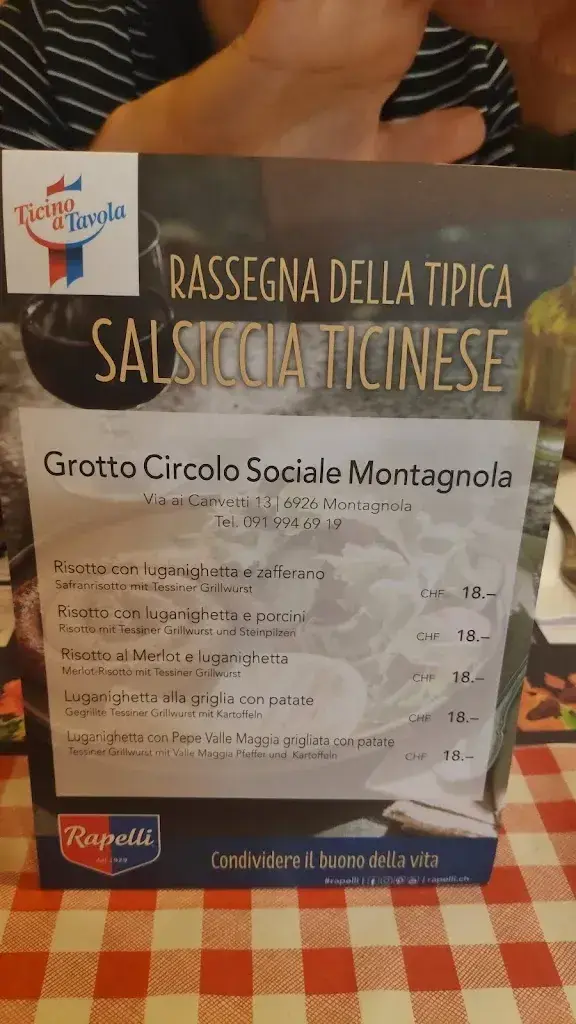 Ticino
a Tavola
RASSEGNA DELLA TIPICA
SALSICCIA TICINESE
Grotto Circolo Sociale Montagnola
Via ai Canvetti 13 | 6926 Montagnola
Tel. 091 994 69 19
Risotto con luganighetta e zafferano
Safranrisotto mit Tessiner Grillwurst CHF 18.–
Risotto con luganighetta e porcini
Risotto mit Tessiner Grillwurst und Steinpilzen CHF 18.–
Risotto al Merlot e luganighetta
Merlot-Risotto mit Tessiner Grillwurst CHF 18.–
Luganighetta alla griglia con patate
Gegrillte Tessiner Grillwurst mit Kartoffeln CHF 18.–
Luganighetta con Pepe Valle Maggia grigliata con patate
Tessiner Grillwurst mit Valle Maggia Pfeffer und Kartoffeln CHF 18.–
Rapelli
dal 1929
Condividere il buono della vita
#rapelli | | rapelli.ch